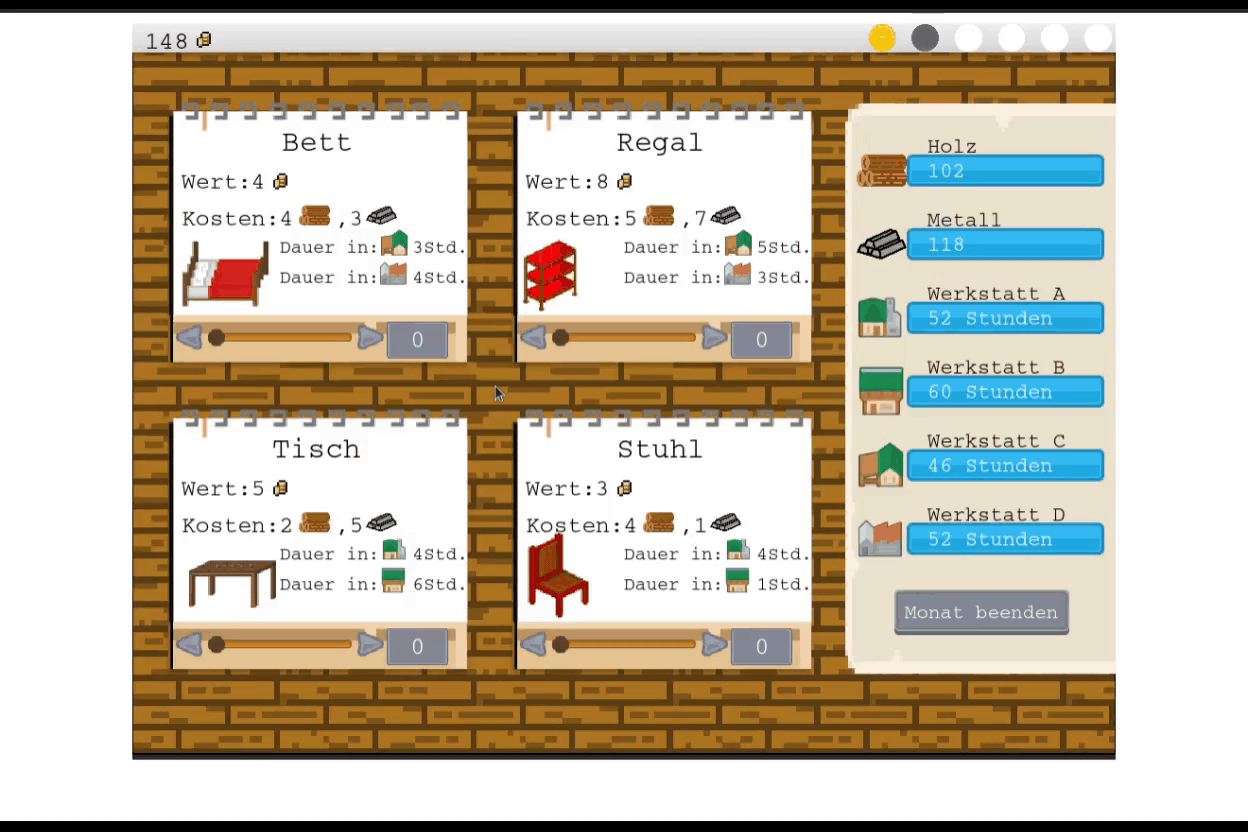 148
Bett
Wert:4
Kosten:4 ,3
Dauer in: 3Std.
Dauer in: 4Std.
0
Regal
Wert:8
Kosten:5 ,7
Dauer in: 5Std.
Dauer in: 3Std.
0
Tisch
Wert:5
Kosten:2 ,5
Dauer in: 4Std.
Dauer in: 6Std.
0
Stuhl
Wert:3
Kosten:4 ,1
Dauer in: 4Std.
Dauer in: 1Std.
0
Holz
102
Metall
118
Werkstatt A
52 Stunden
Werkstatt B
60 Stunden
Werkstatt C
46 Stunden
Werkstatt D
52 Stunden
Monat beenden